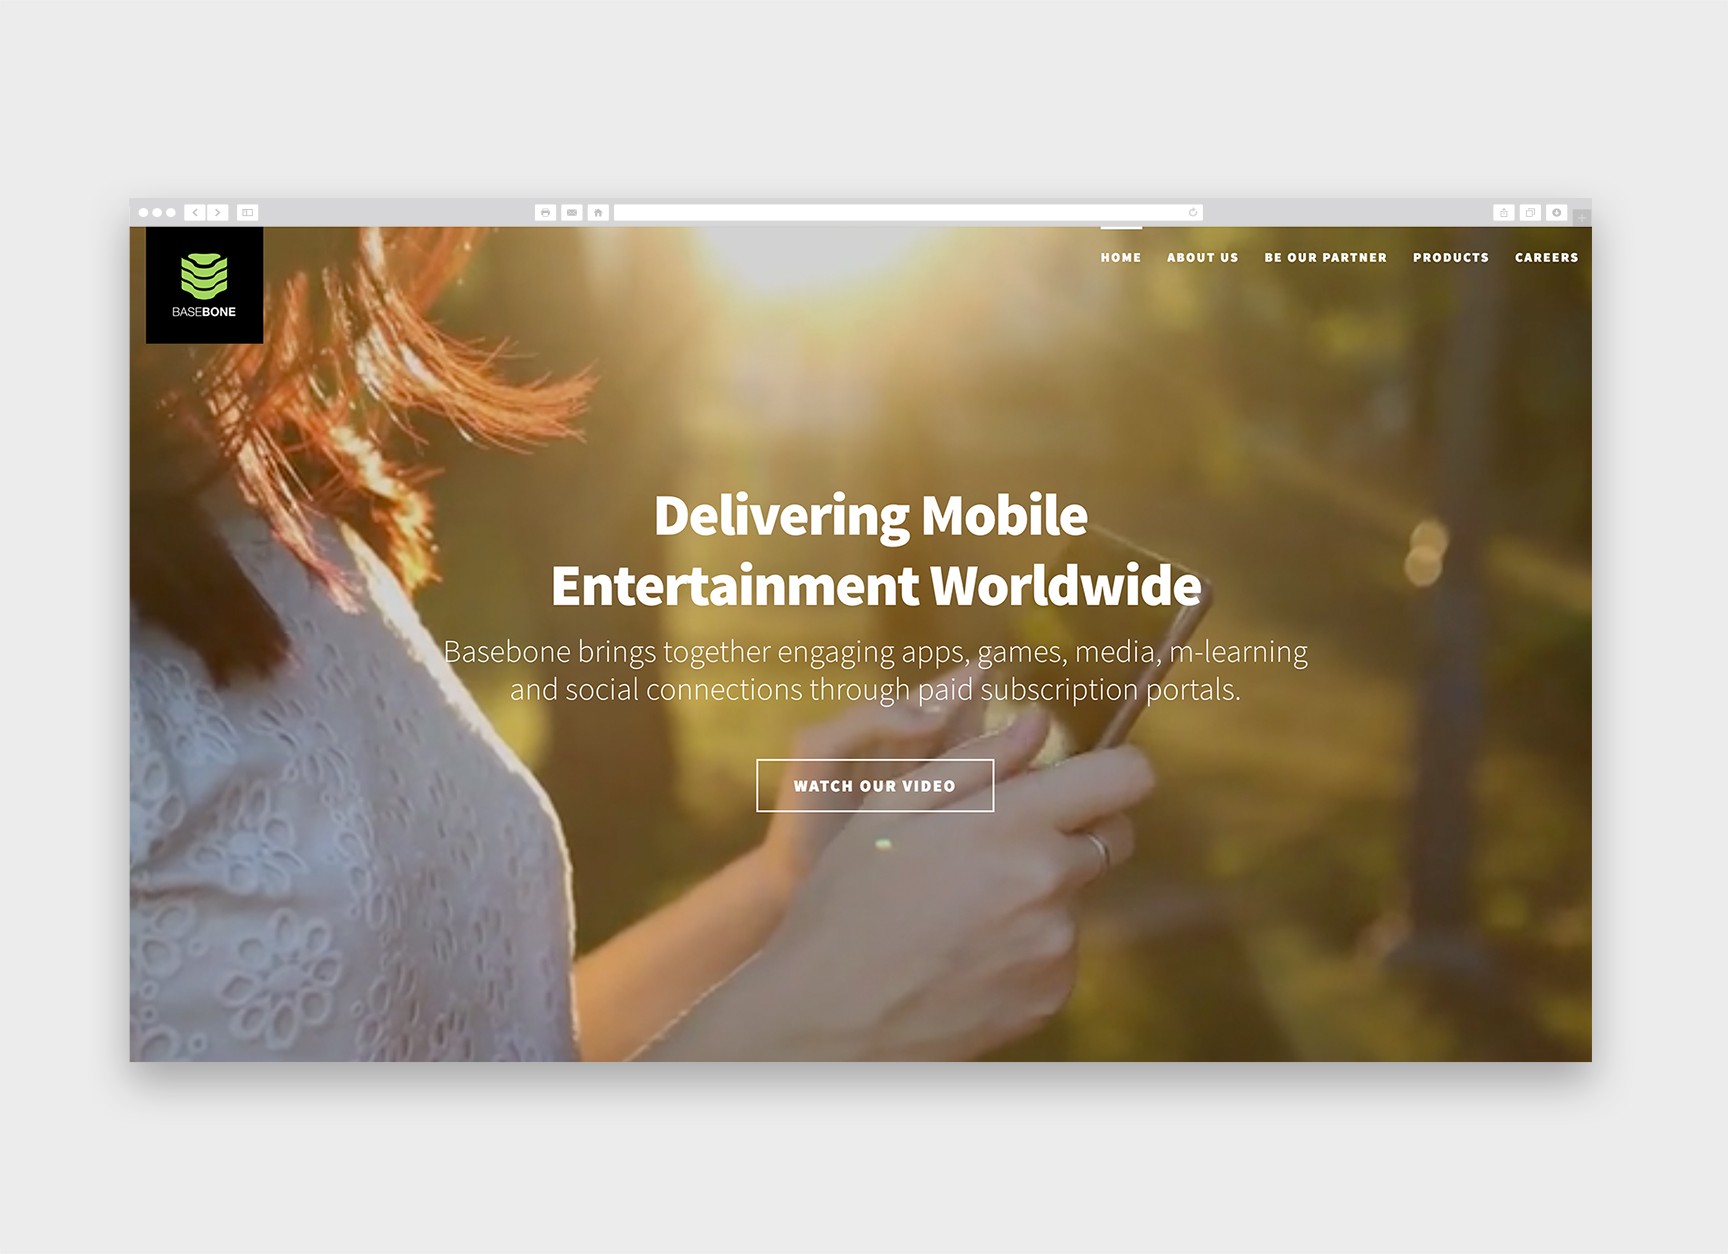 BASEBONE
HOME ABOUT US BE OUR PARTNER PRODUCTS CAREERS
Delivering Mobile
Entertainment Worldwide
Basebone brings together engaging apps, games, media, m-learning
and social connections through paid subscription portals.
WATCH OUR VIDEO